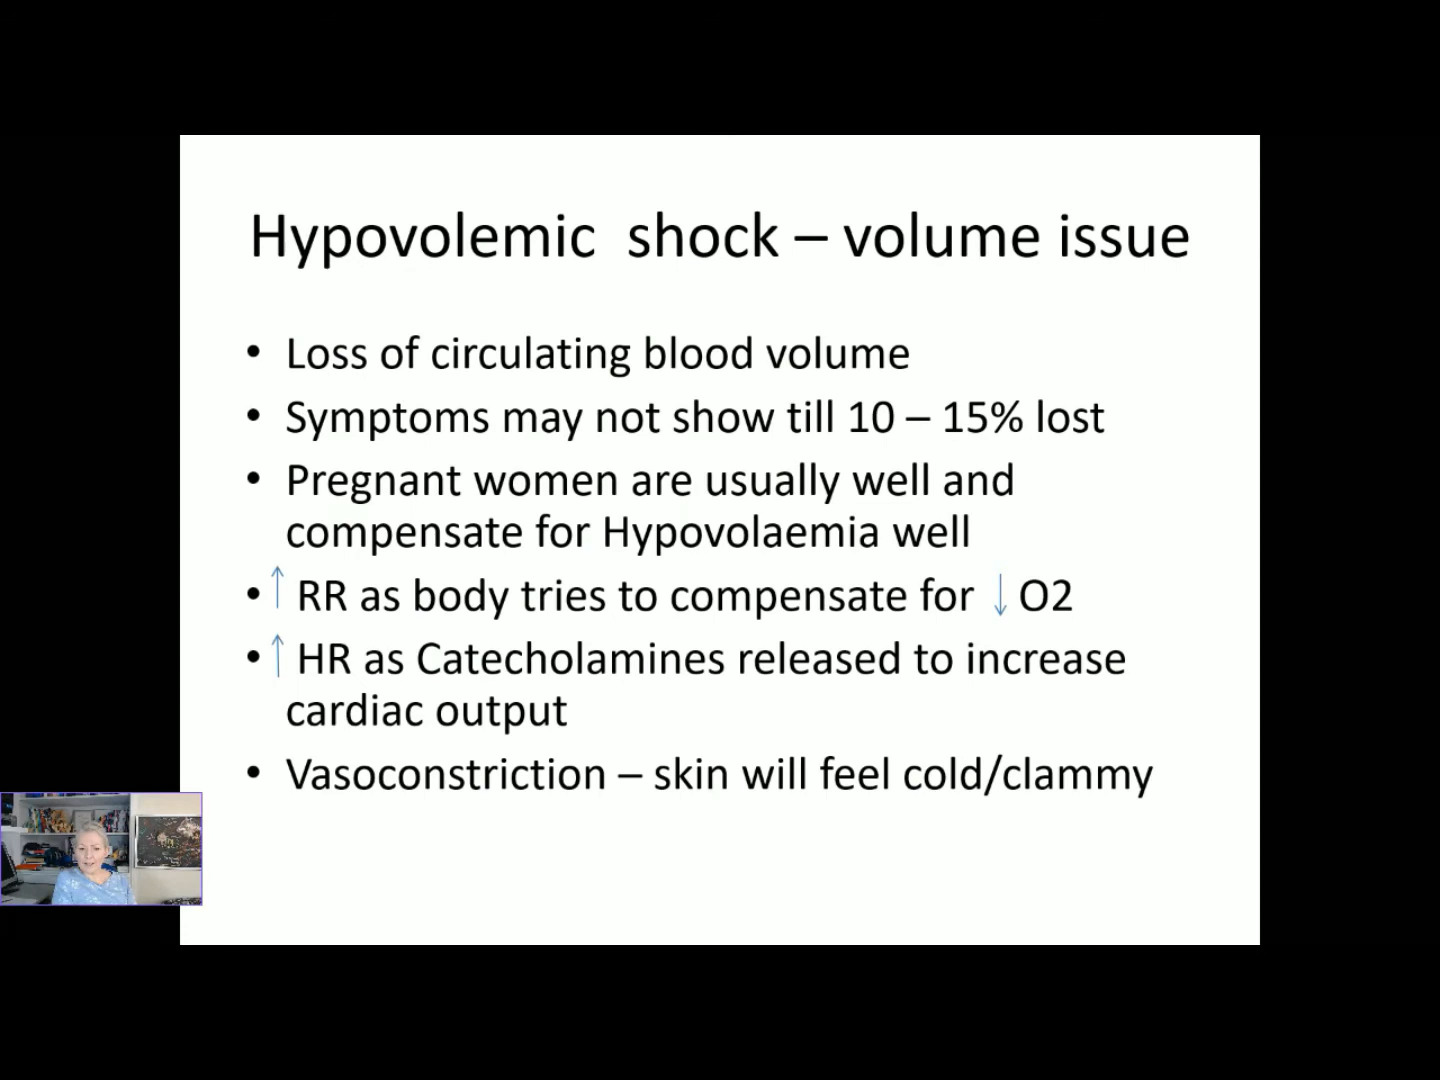 Hypovolemic shock – volume issue
• Loss of circulating blood volume
• Symptoms may not show till 10 – 15% lost
• Pregnant women are usually well and
compensate for Hypovolaemia well
• ↑ RR as body tries to compensate for ↓ O2
• ↑ HR as Catecholamines released to increase
cardiac output
• Vasoconstriction – skin will feel cold/clammy